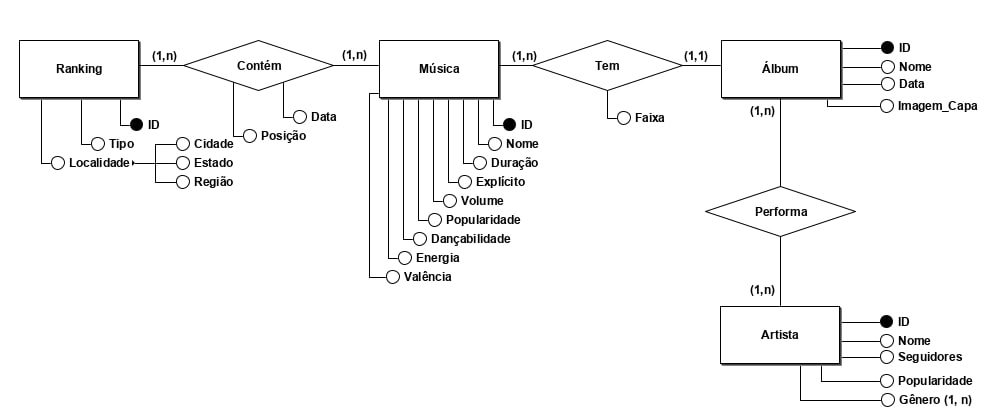 Ranking
(1,n)
Contém
(1,n)
Música
(1,n)
Tem
(1,1)
Álbum
ID
Nome
Data
Imagem_Capa
(1,n)
Faixa
Data
Posição
ID
Tipo
Localidade
Cidade
Estado
Região
ID
Nome
Duração
Explícito
Volume
Popularidade
Dançabilidade
Energia
Valência
Performa
(1,n)
Artista
ID
Nome
Seguidores
Popularidade
Gênero (1, n)